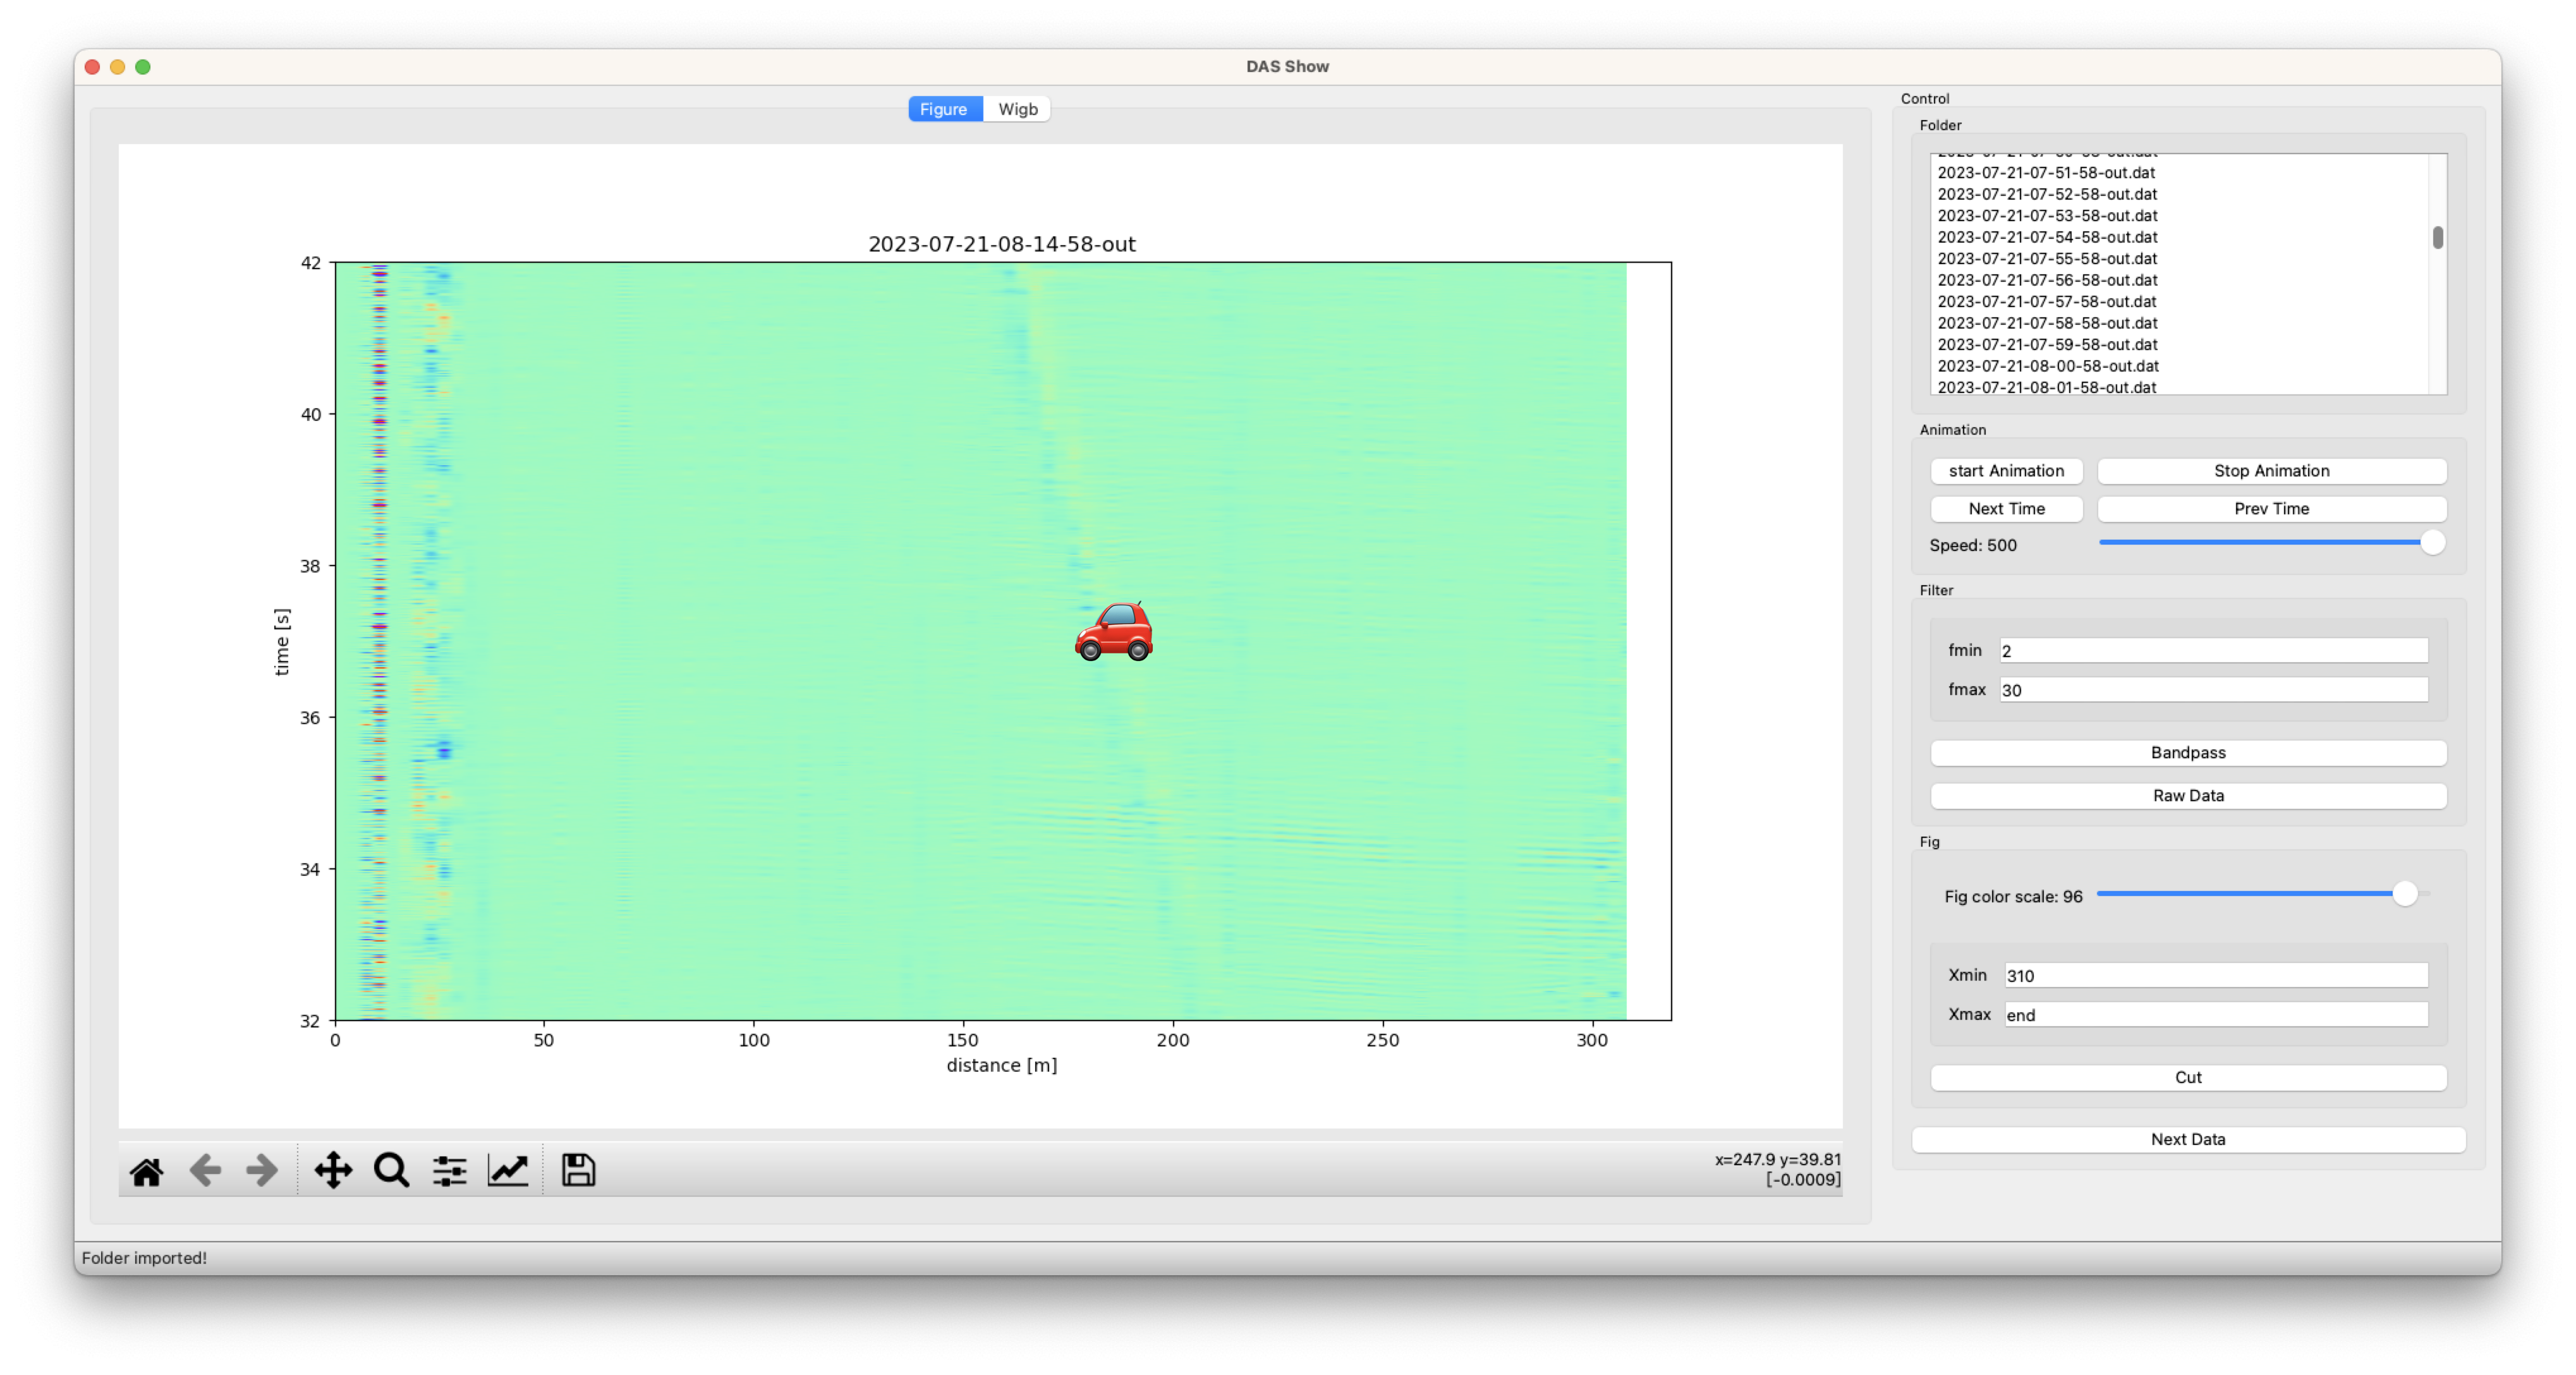 DAS Show
Figure
Wigb
2023-07-21-08-14-58-out
42
40
38
36
34
32
time [s]
0
50
100
150
200
250
300
distance [m]
x=247.9 y=39.81
[-0.0009]
Folder imported!
Control
Folder
2023-07-21-07-51-58-out.dat
2023-07-21-07-52-58-out.dat
2023-07-21-07-53-58-out.dat
2023-07-21-07-54-58-out.dat
2023-07-21-07-55-58-out.dat
2023-07-21-07-56-58-out.dat
2023-07-21-07-57-58-out.dat
2023-07-21-07-58-58-out.dat
2023-07-21-07-59-58-out.dat
2023-07-21-08-00-58-out.dat
2023-07-21-08-01-58-out.dat
Animation
start Animation
Stop Animation
Next Time
Prev Time
Speed: 500
Filter
fmin 2
fmax 30
Bandpass
Raw Data
Fig
Fig color scale: 96
Xmin 310
Xmax end
Cut
Next Data